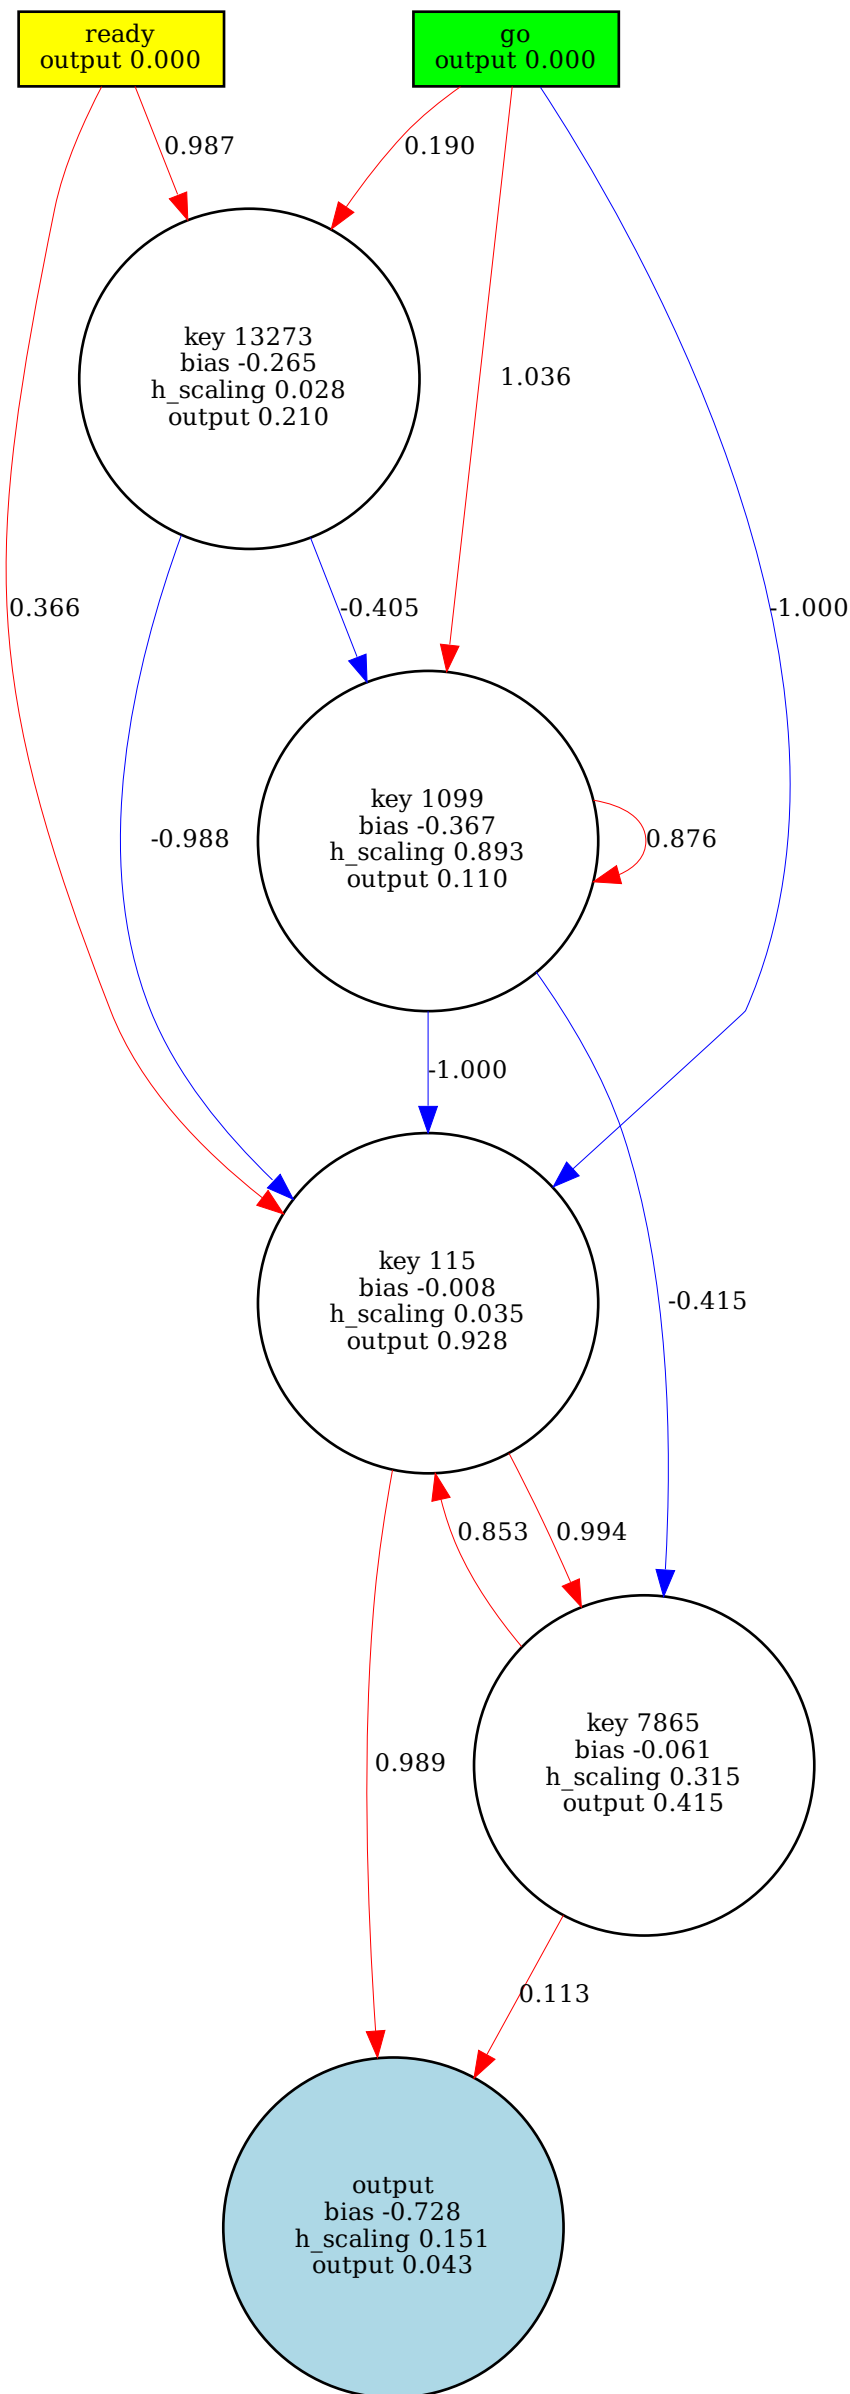 ready
output 0.000
go
output 0.000
0.987
0.190
key 13273
bias -0.265
h_scaling 0.028
output 0.210
1.036
0.366
-0.405
-1.000
key 1099
bias -0.367
h_scaling 0.893
output 0.110
-0.988
0.876
-1.000
key 115
bias -0.008
h_scaling 0.035
output 0.928
-0.415
0.853
0.994
key 7865
bias -0.061
h_scaling 0.315
output 0.415
0.989
0.113
output
bias -0.728
h_scaling 0.151
output 0.043